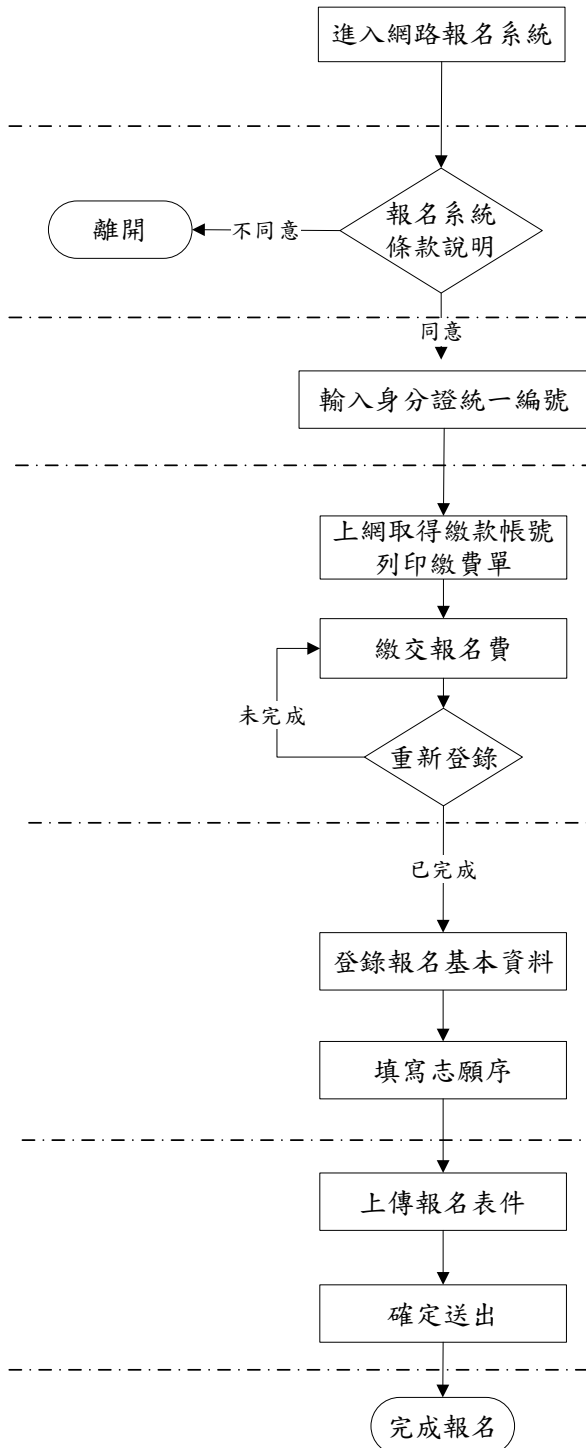 進入網路報名系統
報名系統
條款說明
不同意
離開
同意
輸入身分證統一編號
上網取得繳款帳號
列印繳費單
繳交報名費
未完成
重新登錄
已完成
登錄報名基本資料
填寫志願序
上傳報名表件
確定送出
完成報名